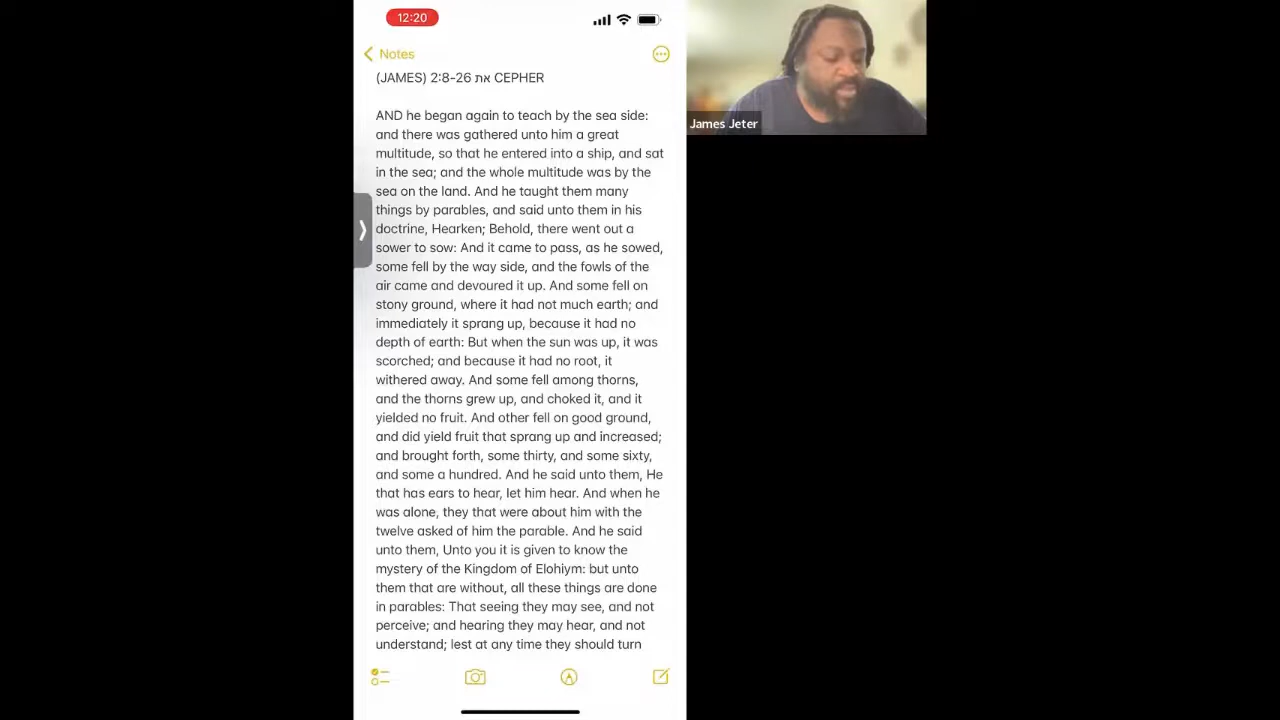 12:20
Notes
(JAMES) 2:8-26 את CEPHER
AND he began again to teach by the sea side:
and there was gathered unto him a great
multitude, so that he entered into a ship, and sat
in the sea; and the whole multitude was by the
sea on the land. And he taught them many
things by parables, and said unto them in his
doctrine, Hearken; Behold, there went out a
sower to sow: And it came to pass, as he sowed,
some fell by the way side, and the fowls of the
air came and devoured it up. And some fell on
stony ground, where it had not much earth; and
immediately it sprang up, because it had no
depth of earth: But when the sun was up, it was
scorched; and because it had no root, it
withered away. And some fell among thorns,
and the thorns grew up, and choked it, and it
yielded no fruit. And other fell on good ground,
and did yield fruit that sprang up and increased;
and brought forth, some thirty, and some sixty,
and some a hundred. And he said unto them, He
that has ears to hear, let him hear. And when he
was alone, they that were about him with the
twelve asked of him the parable. And he said
unto them, Unto you it is given to know the
mystery of the Kingdom of Elohiym: but unto
them that are without, all these things are done
in parables: That seeing they may see, and not
perceive; and hearing they may hear, and not
understand; lest at any time they should turn
James Jeter